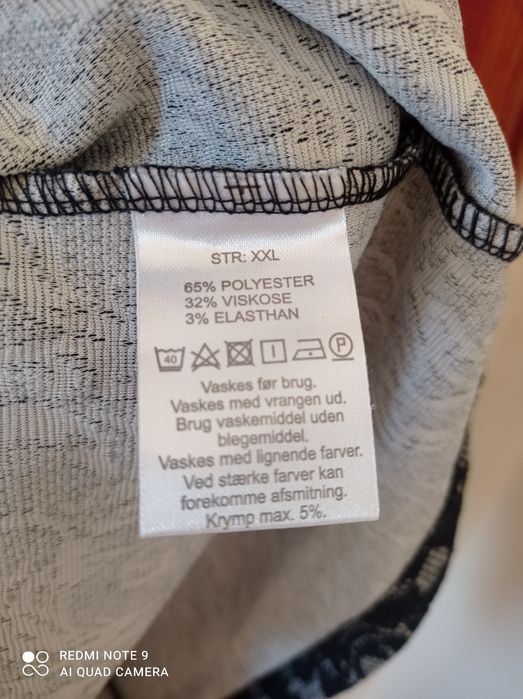 STR: XXL
65% POLYESTER
32% VISKOSE
3% ELASTHAN
40 P
Vaskes før brug.
Vaskes med vrangen ud.
Brug vaskemiddel uden
blegemiddel.
Vaskes med lignende farver.
Ved stærke farver kan
forekomme afsmitning.
Krymp max. 5%.
REDMI NOTE 9
AI QUAD CAMERA